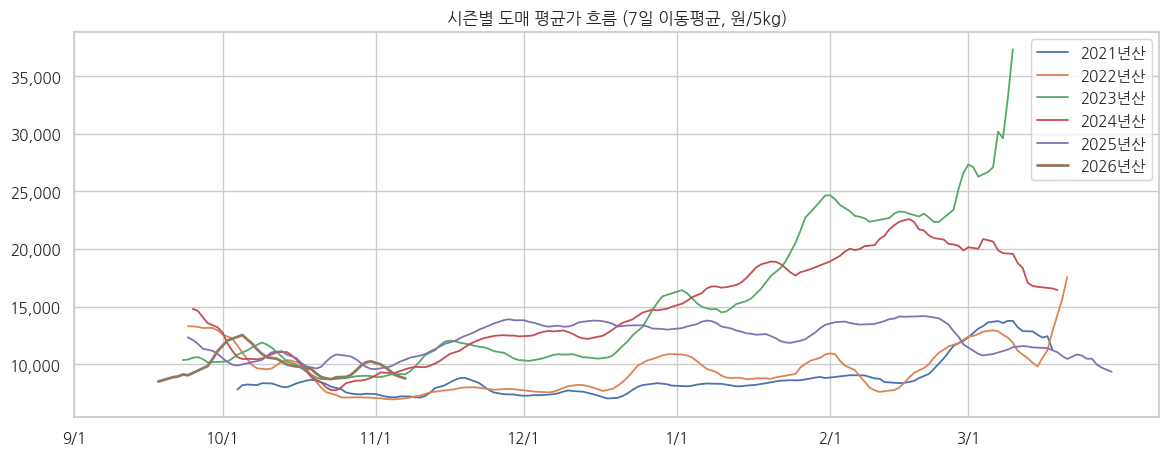 시즌별 도매 평균가 흐름 (7일 이동평균, 원/5kg)
2021년산
2022년산
2023년산
2024년산
2025년산
2026년산
35,000
30,000
25,000
20,000
15,000
10,000
9/1 10/1 11/1 12/1 1/1 2/1 3/1